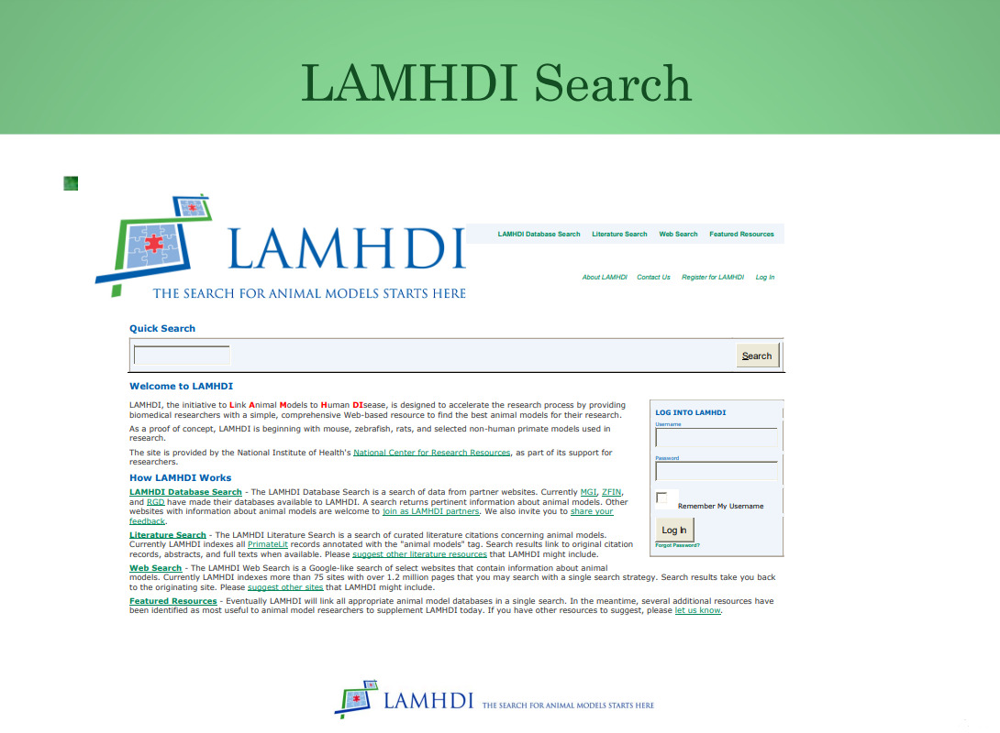 LAMHDI Search
LAMHDI
THE SEARCH FOR ANIMAL MODELS STARTS HERE
LAMHDI Database Search Literature Search Web Search Featured Resources
About LAMHDI Contact Us Register for LAMHDI Log In
Quick Search
Search
Welcome to LAMHDI
LAMHDI, the initiative to Link Animal Models to Human DIsease, is designed to accelerate the research process by providing
biomedical researchers with a simple, comprehensive Web-based resource to find the best animal models for their research.
As a proof of concept, LAMHDI is beginning with mouse, zebrafish, rats, and selected non-human primate models used in
research.
The site is provided by the National Institute of Health's National Center for Research Resources, as part of its support for
researchers.
LOG INTO LAMHDI
Username
Password
Remember My Username
Log In
Forgot Password?
How LAMHDI Works
LAMHDI Database Search - The LAMHDI Database Search is a search of data from partner websites. Currently MGI, ZFIN,
and RGD have made their databases available to LAMHDI. A search returns pertinent information about animal models. Other
websites with information about animal models are welcome to join as LAMHDI partners. We also invite you to share your
feedback.
Literature Search - The LAMHDI Literature Search is a search of curated literature citations concerning animal models.
Currently LAMHDI indexes all PrimateLit records annotated with the "animal models" tag. Search results link to original citation
records, abstracts, and full texts when available. Please suggest other literature resources that LAMHDI might include.
Web Search - The LAMHDI Web Search is a Google-like search of select websites that contain information about animal
models. Currently LAMHDI indexes more than 75 sites with over 1.2 million pages that you may search with a single search strategy. Search results take you back
to the originating site. Please suggest other sites that LAMHDI might include.
Featured Resources - Eventually LAMHDI will link all appropriate animal model databases in a single search. In the meantime, several additional resources have
been identified as most useful to animal model researchers to supplement LAMHDI today. If you have other resources to suggest, please let us know.
LAMHDI THE SEARCH FOR ANIMAL MODELS STARTS HERE